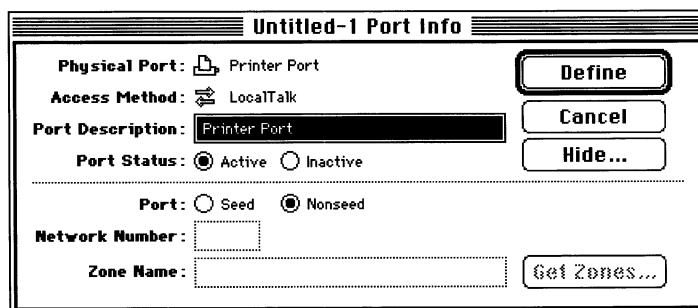 Untitled-1 Port Info
Physical Port: Printer Port
Define
Access Method: LocalTalk
Cancel
Port Description: Printer Port
Hide...
Port Status: Active Inactive
Port: Seed Nonseed
Network Number:
Zone Name:
Get Zones...